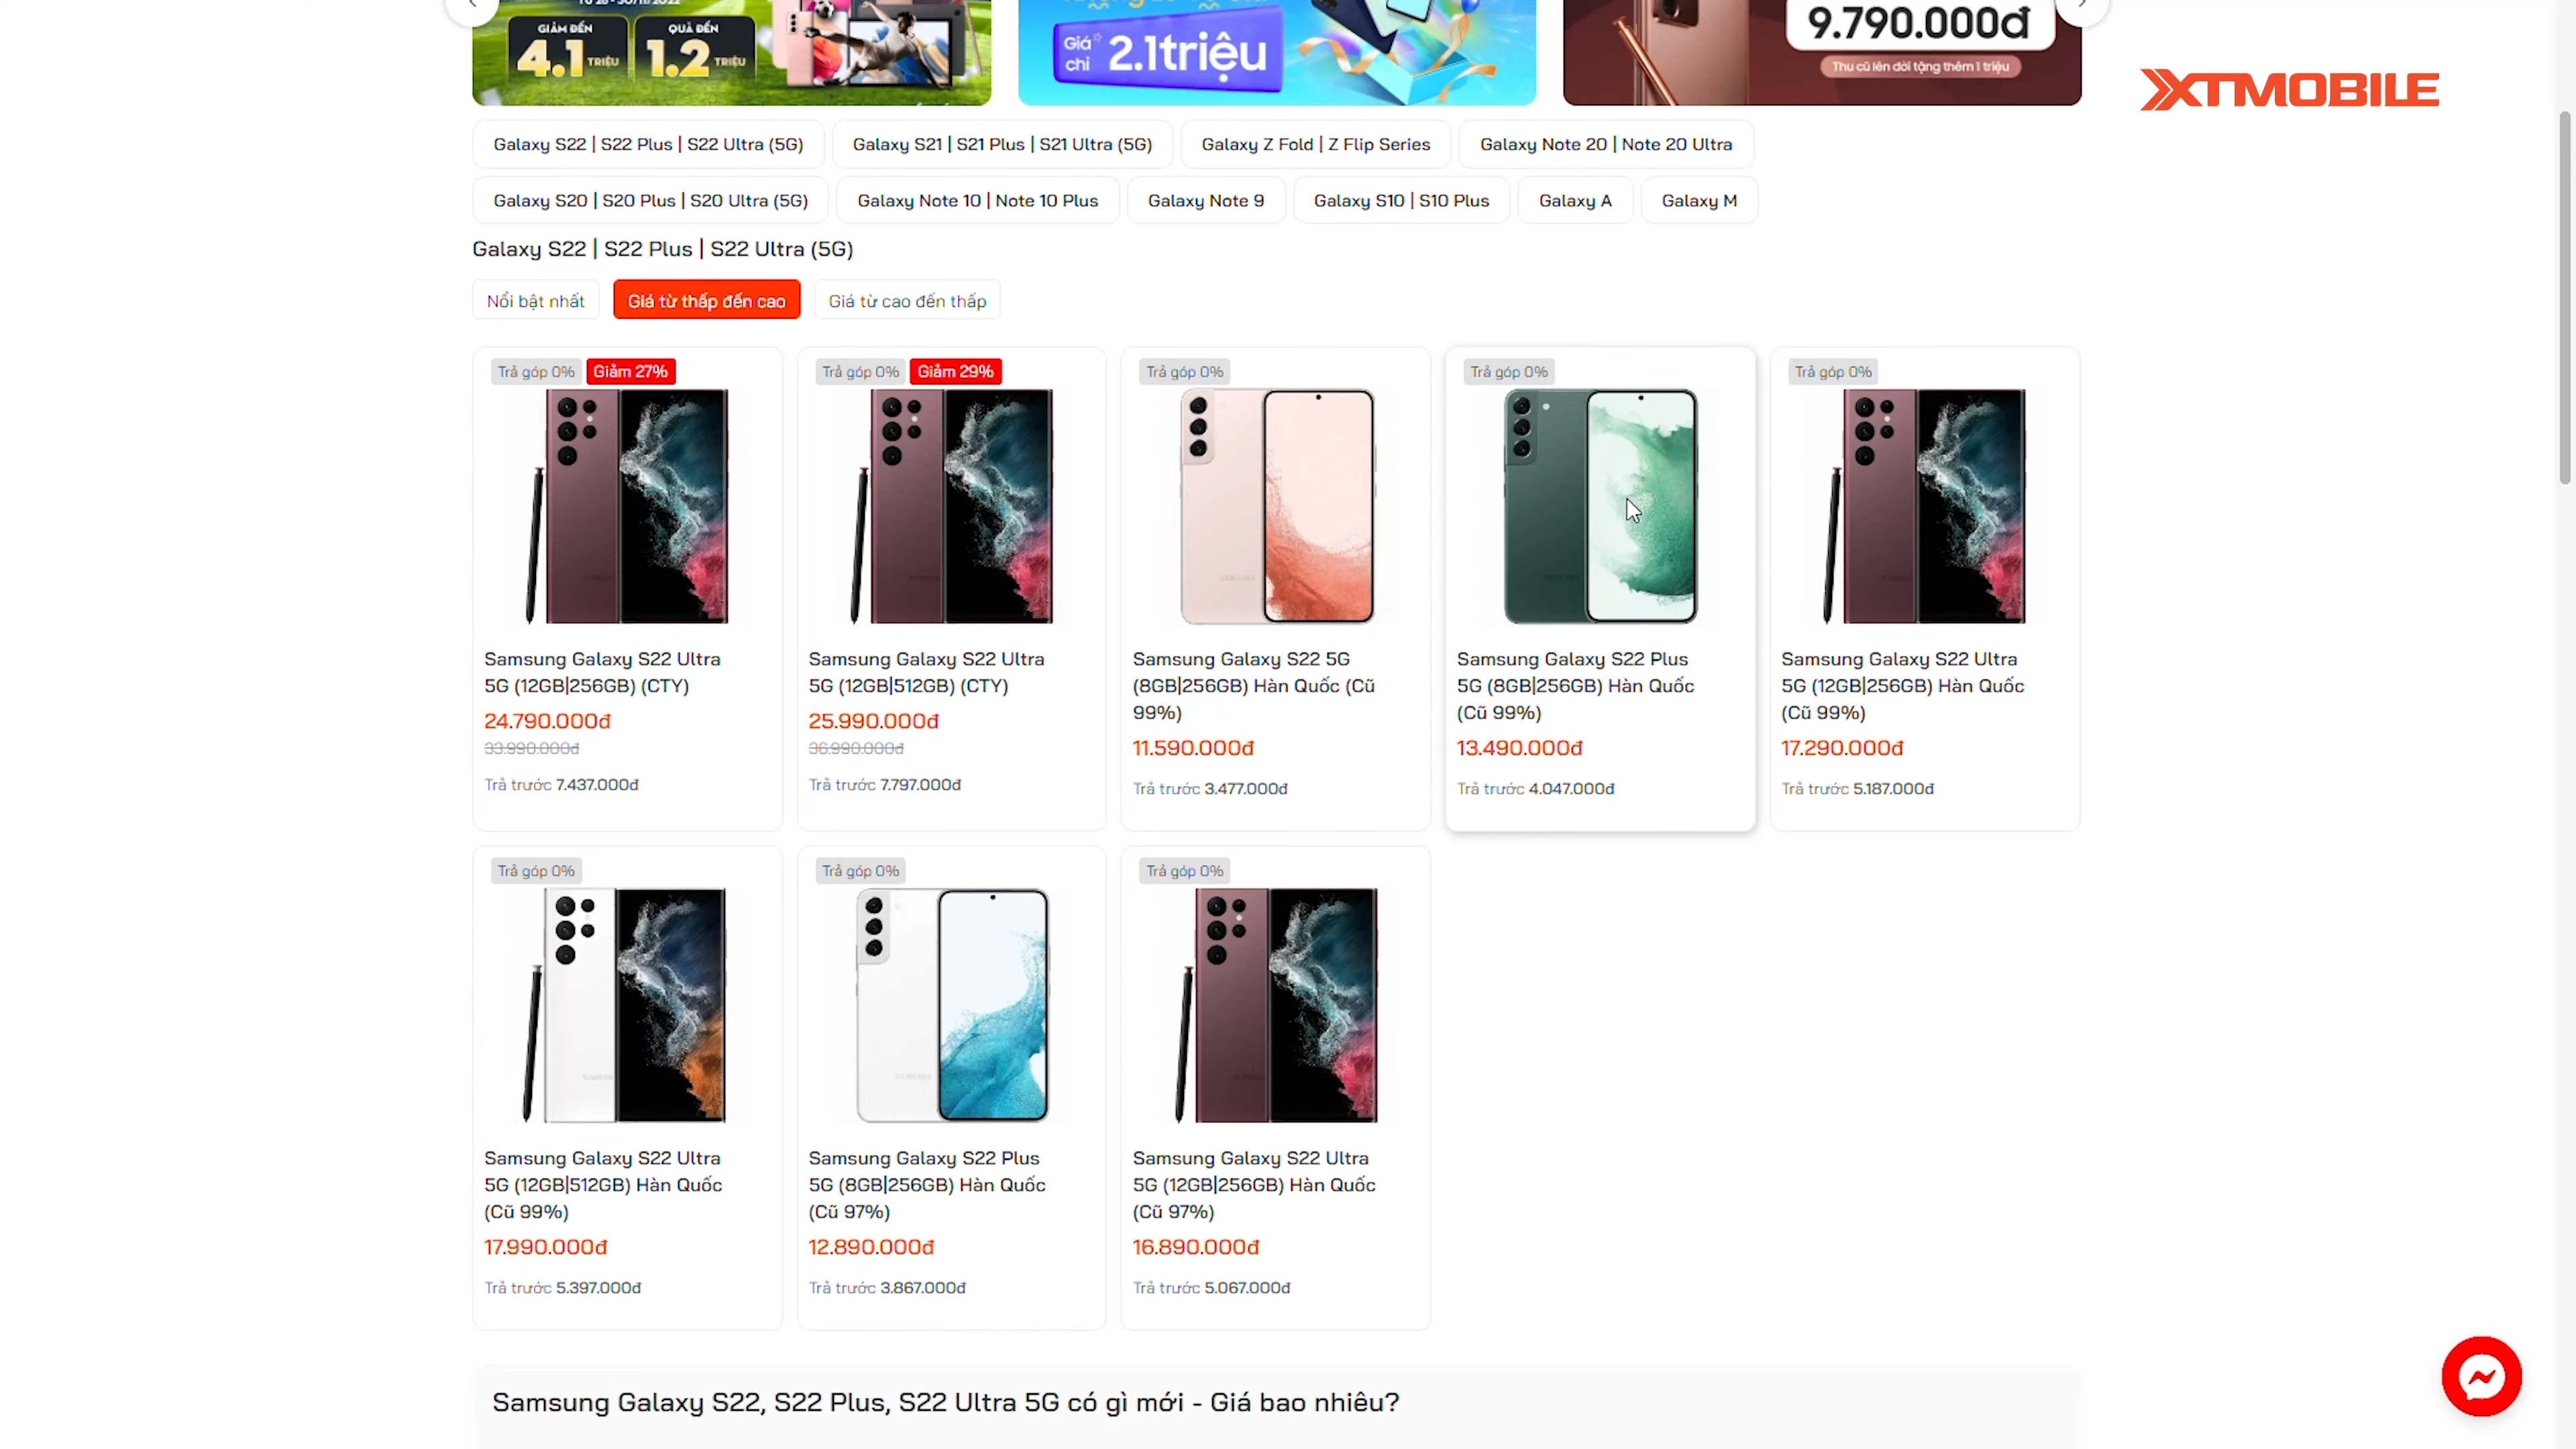 GIẢM ĐẾN
4.1 TRIỆU
QUÀ ĐẾN
1.2 TRIỆU
Giá chỉ 2.1triệu
9.790.000đ
Thu cũ lên đời tặng thêm 1 triệu
XTMOBILE
Galaxy S22 | S22 Plus | S22 Ultra (5G)
Galaxy S21 | S21 Plus | S21 Ultra (5G)
Galaxy Z Fold | Z Flip Series
Galaxy Note 20 | Note 20 Ultra
Galaxy S20 | S20 Plus | S20 Ultra (5G)
Galaxy Note 10 | Note 10 Plus
Galaxy Note 9
Galaxy S10 | S10 Plus
Galaxy A
Galaxy M
Galaxy S22 | S22 Plus | S22 Ultra (5G)
Nổi bật nhất
Giá từ thấp đến cao
Giá từ cao đến thấp
Trả góp 0%
Giảm 27%
Samsung Galaxy S22 Ultra
5G (12GB|256GB) (CTY)
24.790.000đ
33.990.000đ
Trả trước 7.437.000đ
Trả góp 0%
Giảm 29%
Samsung Galaxy S22 Ultra
5G (12GB|512GB) (CTY)
25.990.000đ
36.990.000đ
Trả trước 7.797.000đ
Trả góp 0%
Samsung Galaxy S22 5G
(8GB|256GB) Hàn Quốc (Cũ
99%)
11.590.000đ
Trả trước 3.477.000đ
Trả góp 0%
Samsung Galaxy S22 Plus
5G (8GB|256GB) Hàn Quốc
(Cũ 99%)
13.490.000đ
Trả trước 4.047.000đ
Trả góp 0%
Samsung Galaxy S22 Ultra
5G (12GB|256GB) Hàn Quốc
(Cũ 99%)
17.290.000đ
Trả trước 5.187.000đ
Trả góp 0%
Samsung Galaxy S22 Ultra
5G (12GB|512GB) Hàn Quốc
(Cũ 99%)
17.990.000đ
Trả trước 5.397.000đ
Trả góp 0%
Samsung Galaxy S22 Plus
5G (8GB|256GB) Hàn Quốc
(Cũ 97%)
12.890.000đ
Trả trước 3.867.000đ
Trả góp 0%
Samsung Galaxy S22 Ultra
5G (12GB|256GB) Hàn Quốc
(Cũ 97%)
16.890.000đ
Trả trước 5.067.000đ
Samsung Galaxy S22, S22 Plus, S22 Ultra 5G có gì mới - Giá bao nhiêu?